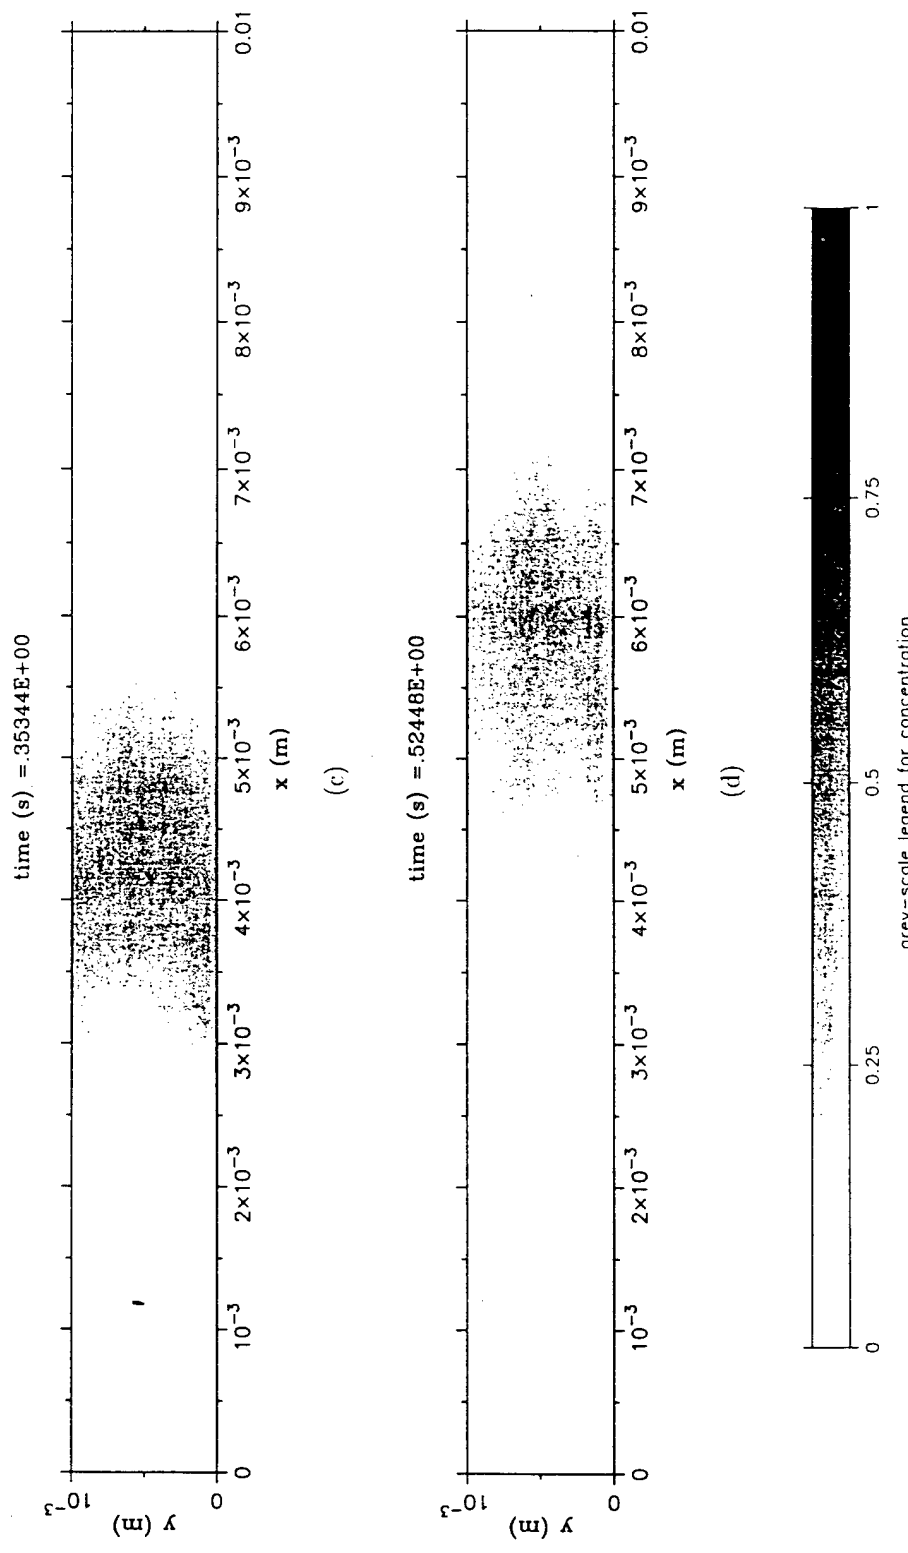 time (s) =.35344E+00
10⁻³
y (m)
0
0 10⁻³ 2×10⁻³ 3×10⁻³ 4×10⁻³ 5×10⁻³ 6×10⁻³ 7×10⁻³ 8×10⁻³ 9×10⁻³ 0.01
x (m)
(c)
time (s) =.52448E+00
10⁻³
y (m)
0
0 10⁻³ 2×10⁻³ 3×10⁻³ 4×10⁻³ 5×10⁻³ 6×10⁻³ 7×10⁻³ 8×10⁻³ 9×10⁻³ 0.01
x (m)
(d)
0 0.25 0.5 0.75 1
grey-scale legend for concentration